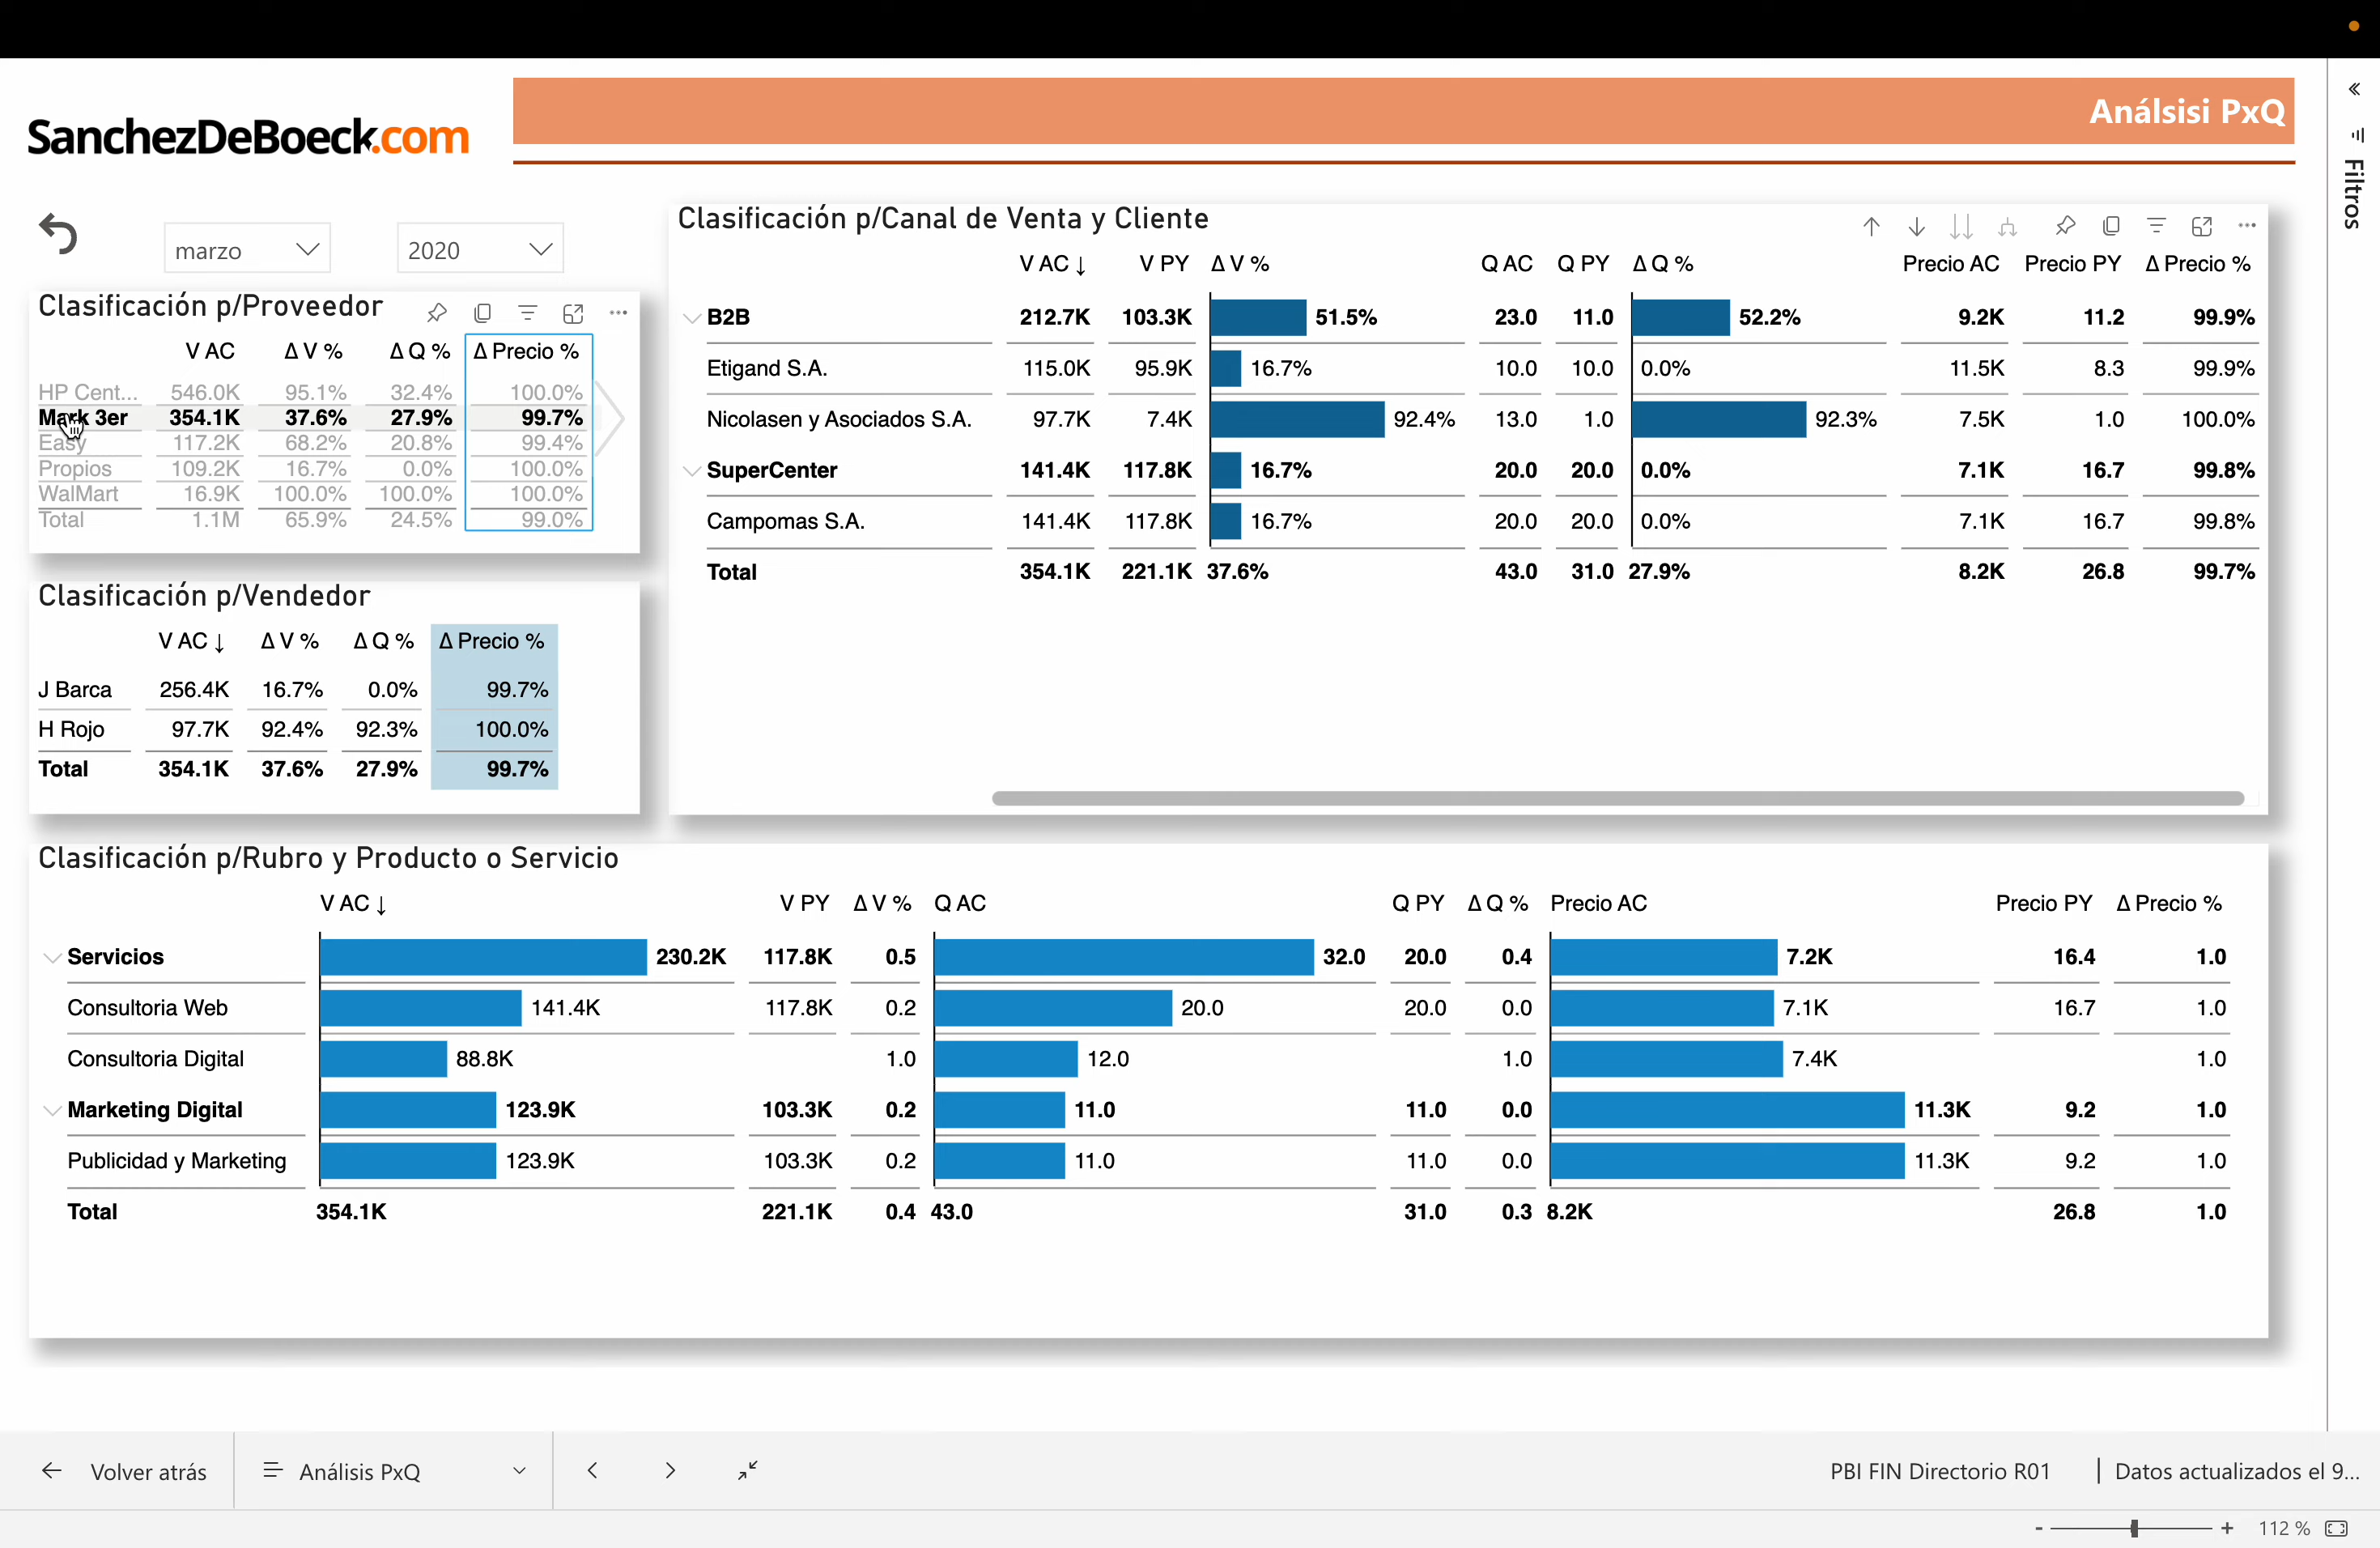 Análsisi PxQ
SanchezDeBoeck.com
Filtros
marzo
2020
Clasificación p/Proveedor
V AC Δ V % Δ Q % Δ Precio %
HP Cent... 546.0K 95.1% 32.4% 100.0%
Mark 3er 354.1K 37.6% 27.9% 99.7%
Easy 117.2K 68.2% 20.8% 99.4%
Propios 109.2K 16.7% 0.0% 100.0%
WalMart 16.9K 100.0% 100.0% 100.0%
Total 1.1M 65.9% 24.5% 99.0%
Clasificación p/Vendedor
V AC ↓ Δ V % Δ Q % Δ Precio %
J Barca 256.4K 16.7% 0.0% 99.7%
H Rojo 97.7K 92.4% 92.3% 100.0%
Total 354.1K 37.6% 27.9% 99.7%
Clasificación p/Canal de Venta y Cliente
V AC ↓ V PY Δ V % Q AC Q PY Δ Q % Precio AC Precio PY Δ Precio %
B2B 212.7K 103.3K 51.5% 23.0 11.0 52.2% 9.2K 11.2 99.9%
Etigand S.A. 115.0K 95.9K 16.7% 10.0 10.0 0.0% 11.5K 8.3 99.9%
Nicolasen y Asociados S.A. 97.7K 7.4K 92.4% 13.0 1.0 92.3% 7.5K 1.0 100.0%
SuperCenter 141.4K 117.8K 16.7% 20.0 20.0 0.0% 7.1K 16.7 99.8%
Campomas S.A. 141.4K 117.8K 16.7% 20.0 20.0 0.0% 7.1K 16.7 99.8%
Total 354.1K 221.1K 37.6% 43.0 31.0 27.9% 8.2K 26.8 99.7%
Clasificación p/Rubro y Producto o Servicio
V AC ↓ V PY Δ V % Q AC Q PY Δ Q % Precio AC Precio PY Δ Precio %
Servicios 230.2K 117.8K 0.5 32.0 20.0 0.4 7.2K 16.4 1.0
Consultoria Web 141.4K 117.8K 0.2 20.0 20.0 0.0 7.1K 16.7 1.0
Consultoria Digital 88.8K 1.0 12.0 1.0 7.4K 1.0
Marketing Digital 123.9K 103.3K 0.2 11.0 11.0 0.0 11.3K 9.2 1.0
Publicidad y Marketing 123.9K 103.3K 0.2 11.0 11.0 0.0 11.3K 9.2 1.0
Total 354.1K 221.1K 0.4 43.0 31.0 0.3 8.2K 26.8 1.0
Volver atrás Análisis PxQ PBI FIN Directorio R01 | Datos actualizados el 9...
- + 112 %